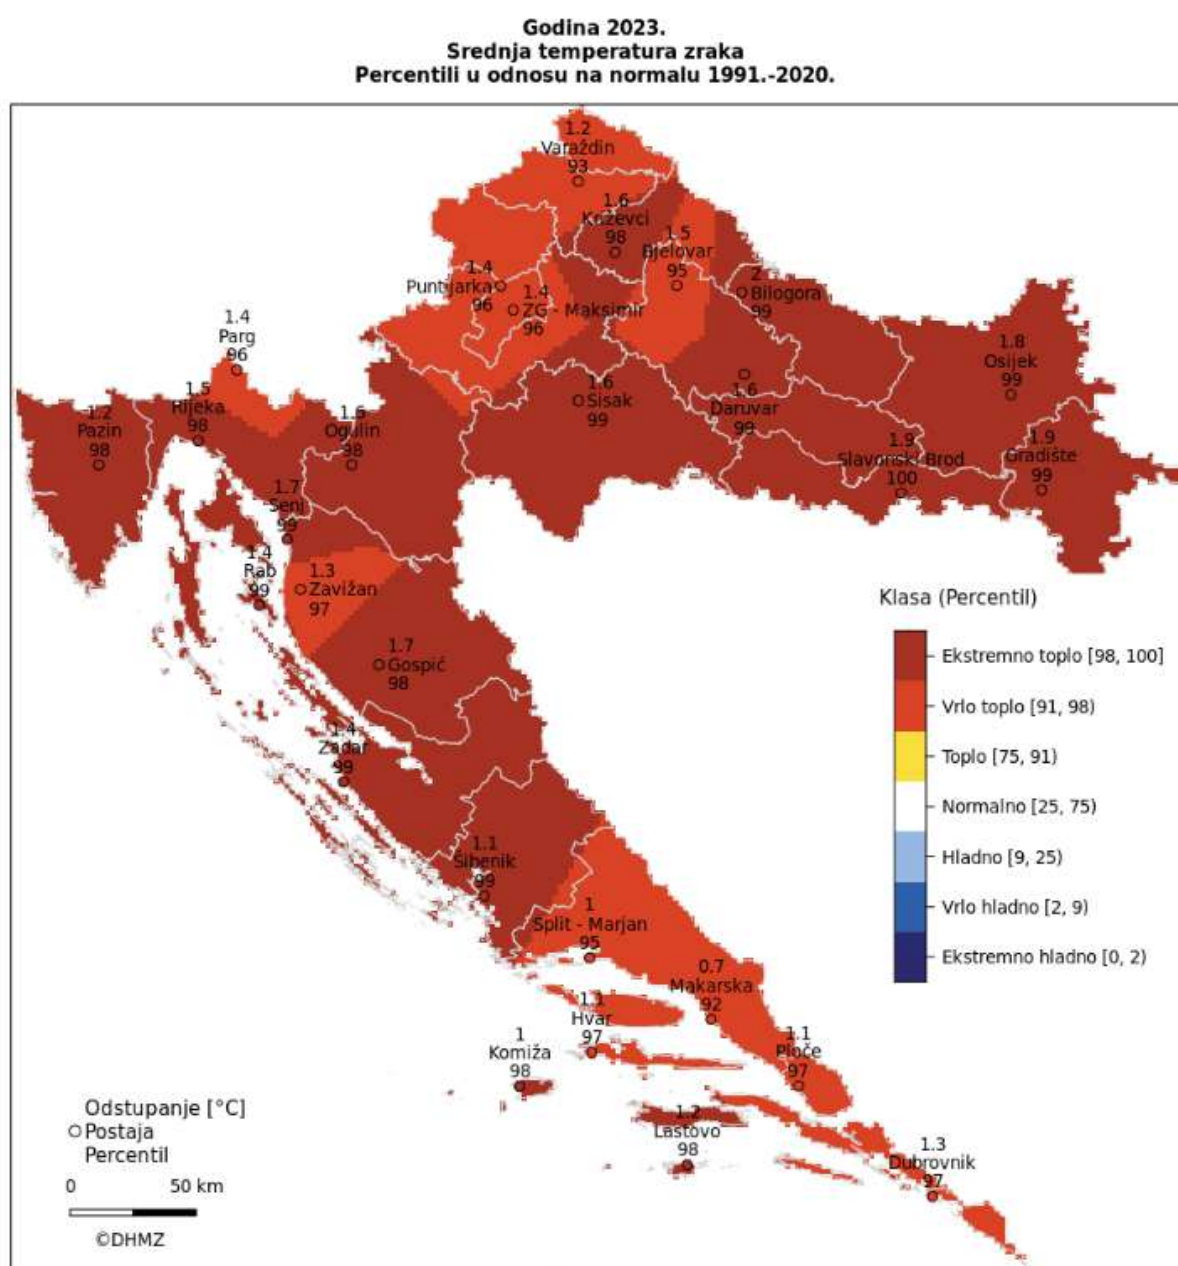 Godina 2023.
Srednja temperatura zraka
Percentili u odnosu na normalu 1991.-2020.
1.2
Varaždin
93
1.6
Križevci
98
1.5
Bjelovar
95
2
Bilogora
99
1.4
Puntijarka
96
1.4
ZG - Maksimir
96
1.4
Parg
96
1.8
Osijek
99
1.5
Rijeka
98
1.2
Pazin
98
1.6
Ogulin
98
1.6
Sisak
99
1.6
Daruvar
99
1.9
Slavonski Brod
100
1.9
Gradište
99
1.7
Senj
99
1.4
Rab
99
1.3
Zavižan
97
1.7
Gospić
98
1.4
Zadar
99
1.1
Šibenik
99
1
Split - Marjan
95
0.7
Makarska
92
1.1
Hvar
97
1
Komiža
98
1.1
Ploče
97
1.2
Lastovo
98
1.3
Dubrovnik
97
Klasa (Percentil)
Ekstremno toplo [98, 100]
Vrlo toplo [91, 98)
Toplo [75, 91)
Normalno [25, 75)
Hladno [9, 25)
Vrlo hladno [2, 9)
Ekstremno hladno [0, 2)
Odstupanje [°C]
Postaja
Percentil
0 50 km
©DHMZ